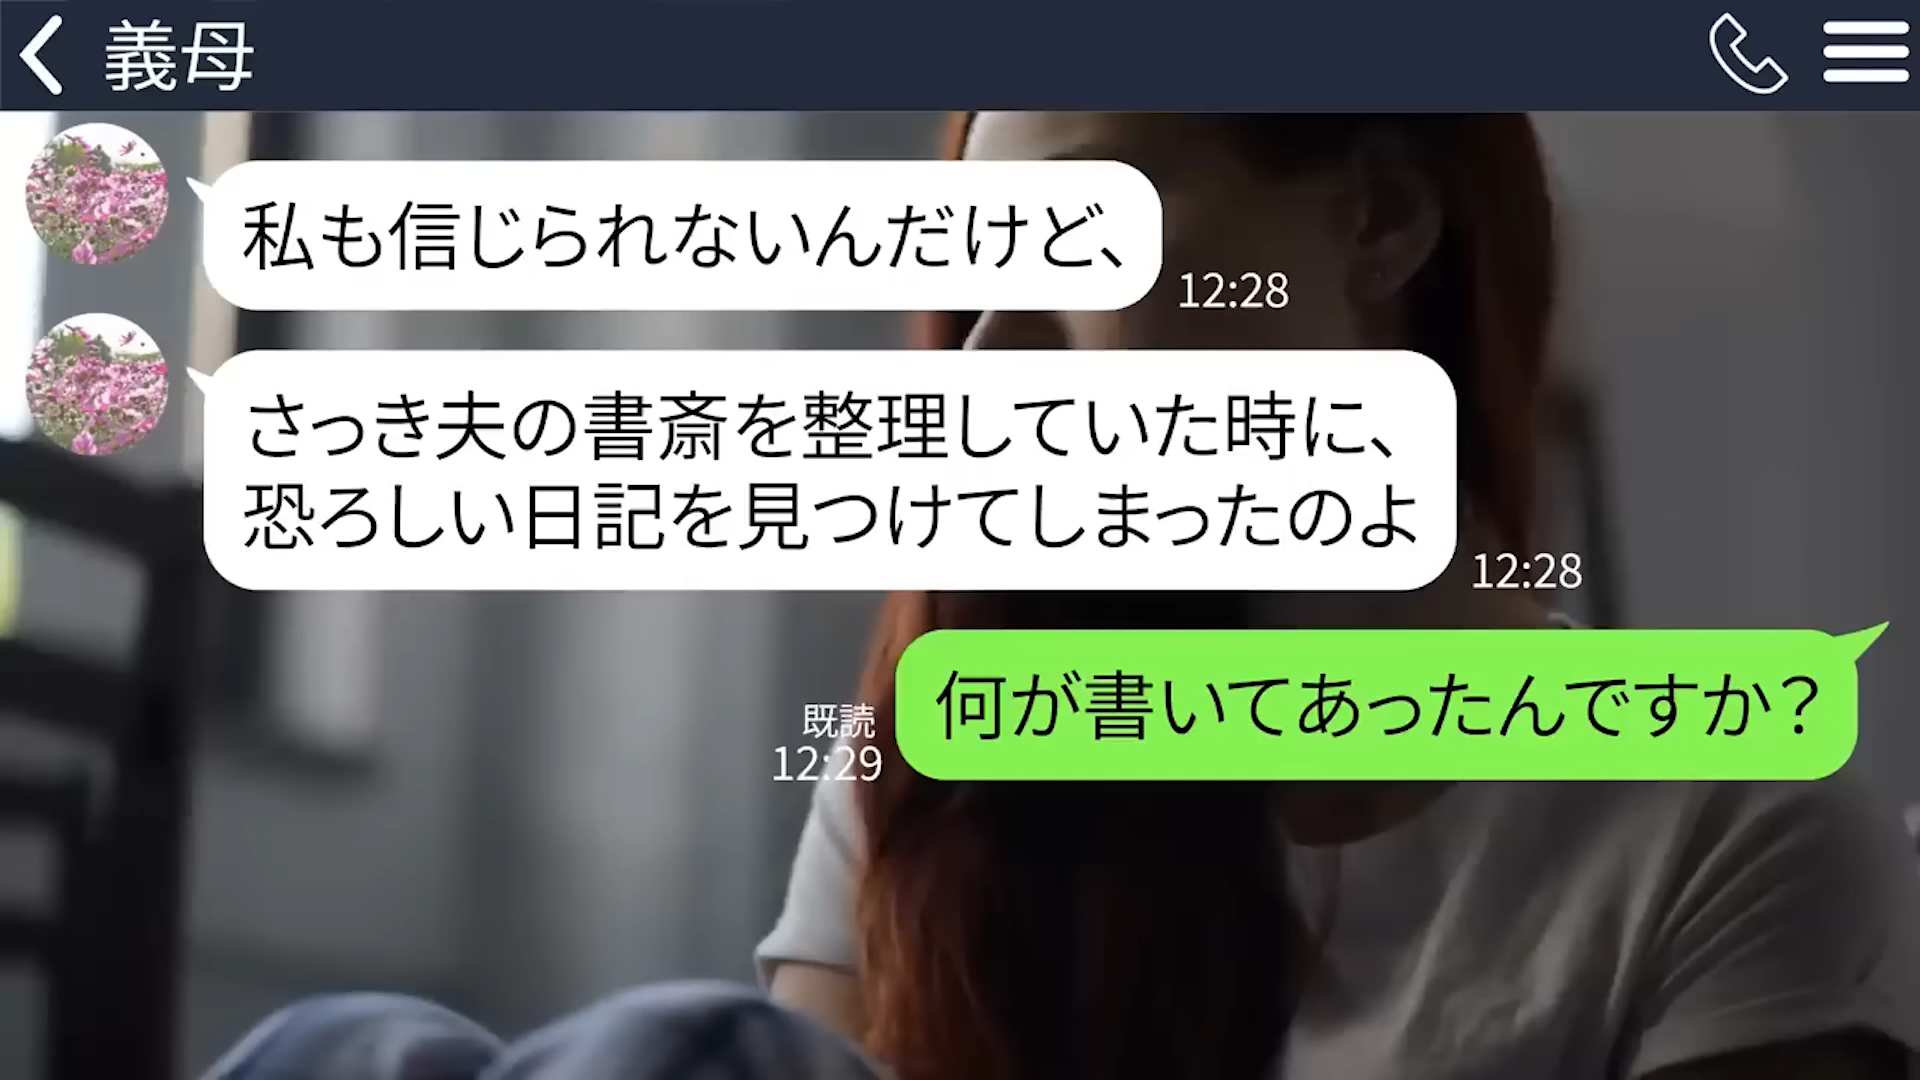 義母
私も信じられないんだけど、
12:28
さっき夫の書斎を整理していた時に、
恐ろしい日記を見つけてしまったのよ
12:28
何が書いてあったんですか？
既読
12:29